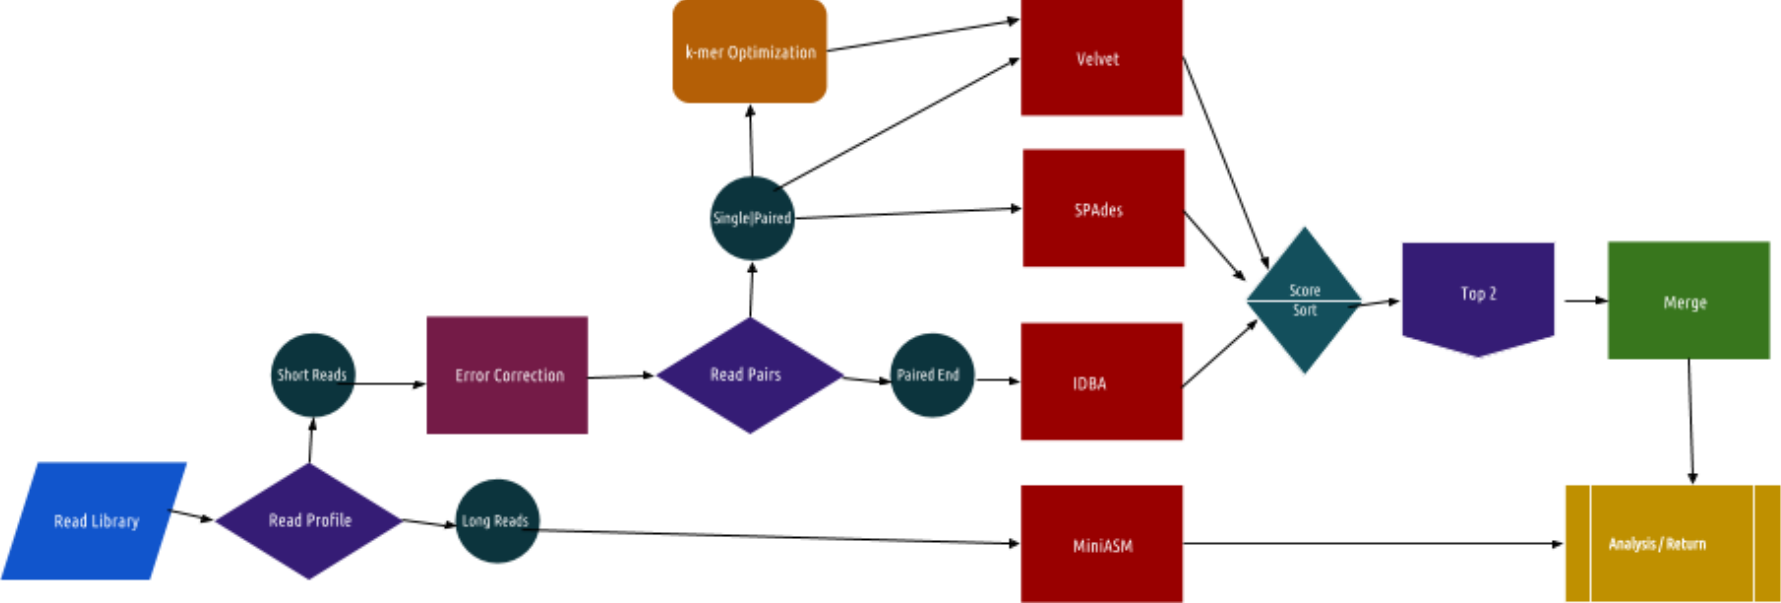 k-mer Optimization
Velvet
Single|Paired
SPAdes
Score
Sort
Top 2
Merge
Short Reads
Error Correction
Read Pairs
Paired End
IDBA
Read Library
Read Profile
Long Reads
MiniASM
Analysis / Return